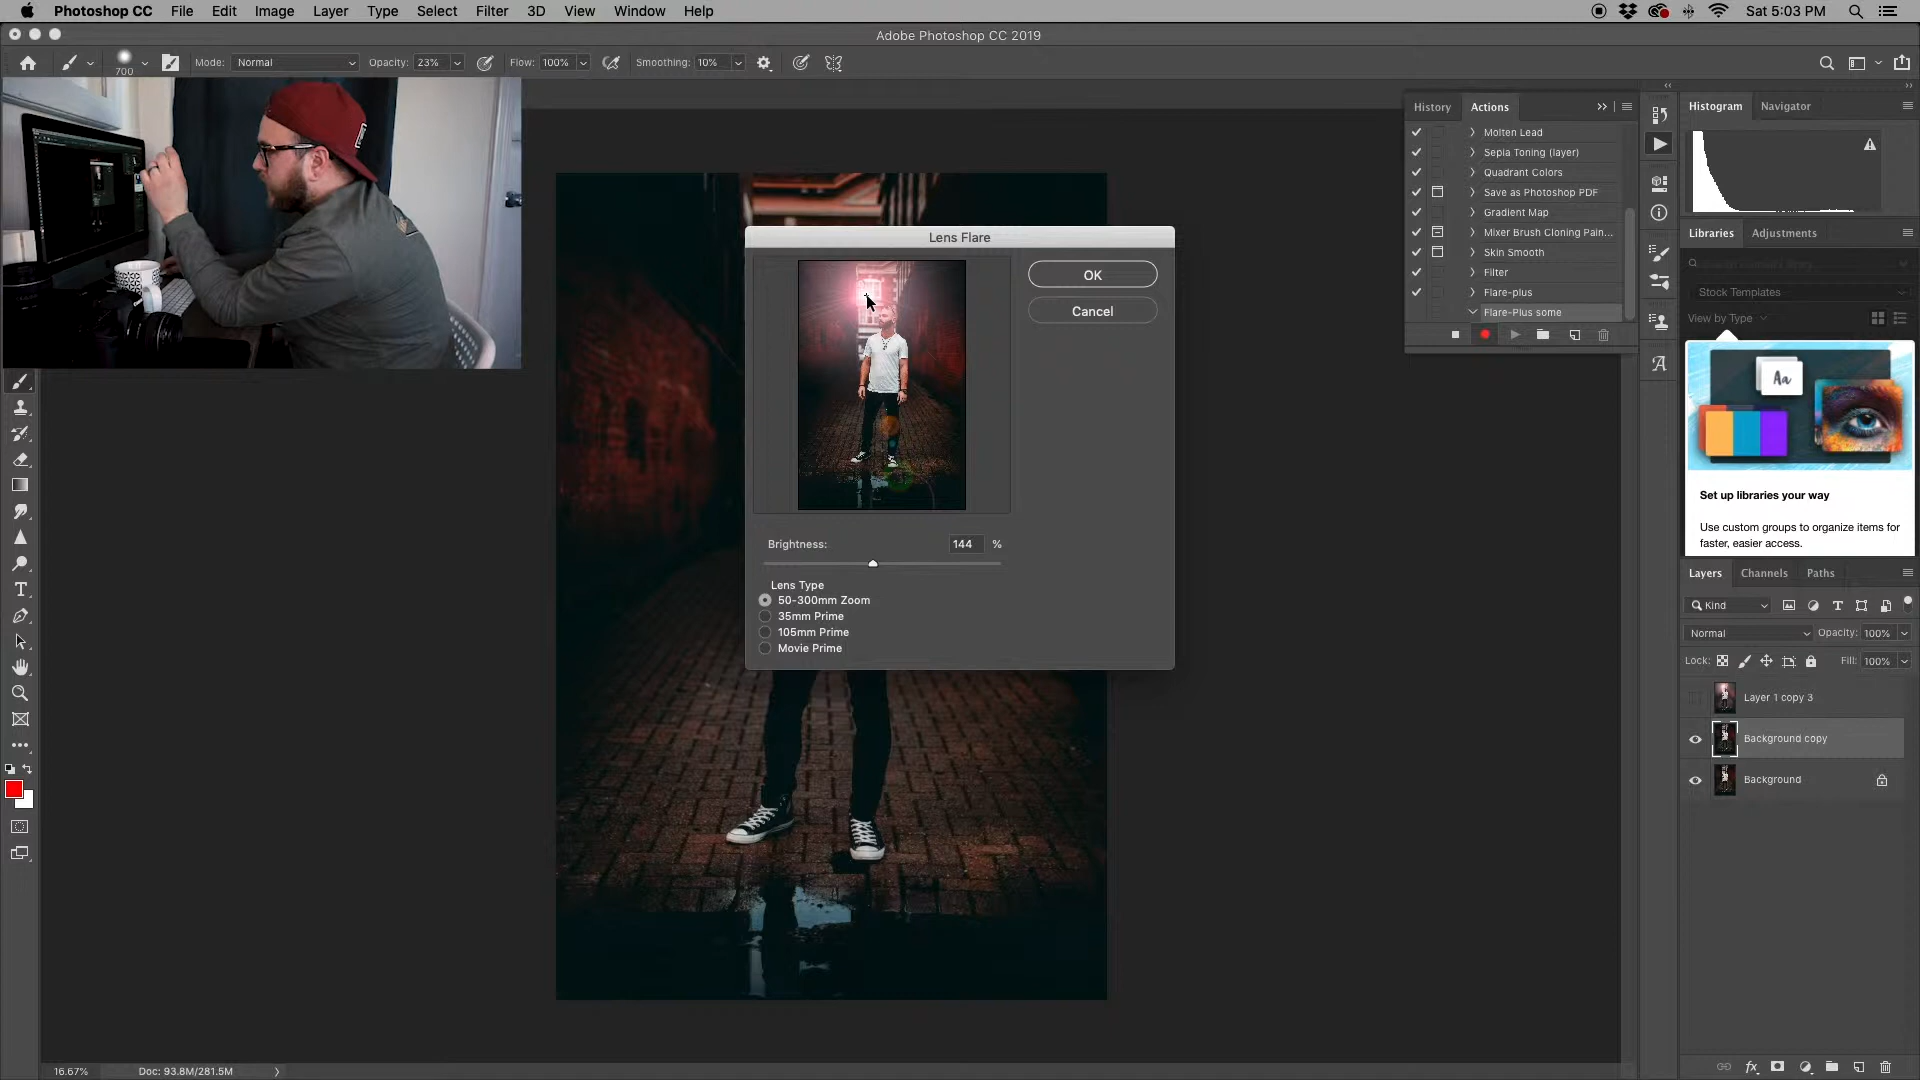 Photoshop CC File Edit Image Layer Type Select Filter 3D View Window Help Sat 5:03 PM
Adobe Photoshop CC 2019
700 Mode: Normal Opacity: 23% Flow: 100% Smoothing: 10%
History Actions
Molten Lead
Sepia Toning (layer)
Quadrant Colors
Save as Photoshop PDF
Gradient Map
Mixer Brush Cloning Pain...
Skin Smooth
Filter
Flare-plus
Flare-Plus some
Histogram Navigator
Libraries Adjustments
Stock Templates
View by Type
Aa
Set up libraries your way
Use custom groups to organize items for
faster, easier access.
Lens Flare
OK
Cancel
Brightness: 144 %
Lens Type
50-300mm Zoom
35mm Prime
105mm Prime
Movie Prime
Layers Channels Paths
Kind
Normal Opacity: 100%
Lock: Fill: 100%
Layer 1 copy 3
Background copy
Background
16.67% Doc: 93.8M/281.5M